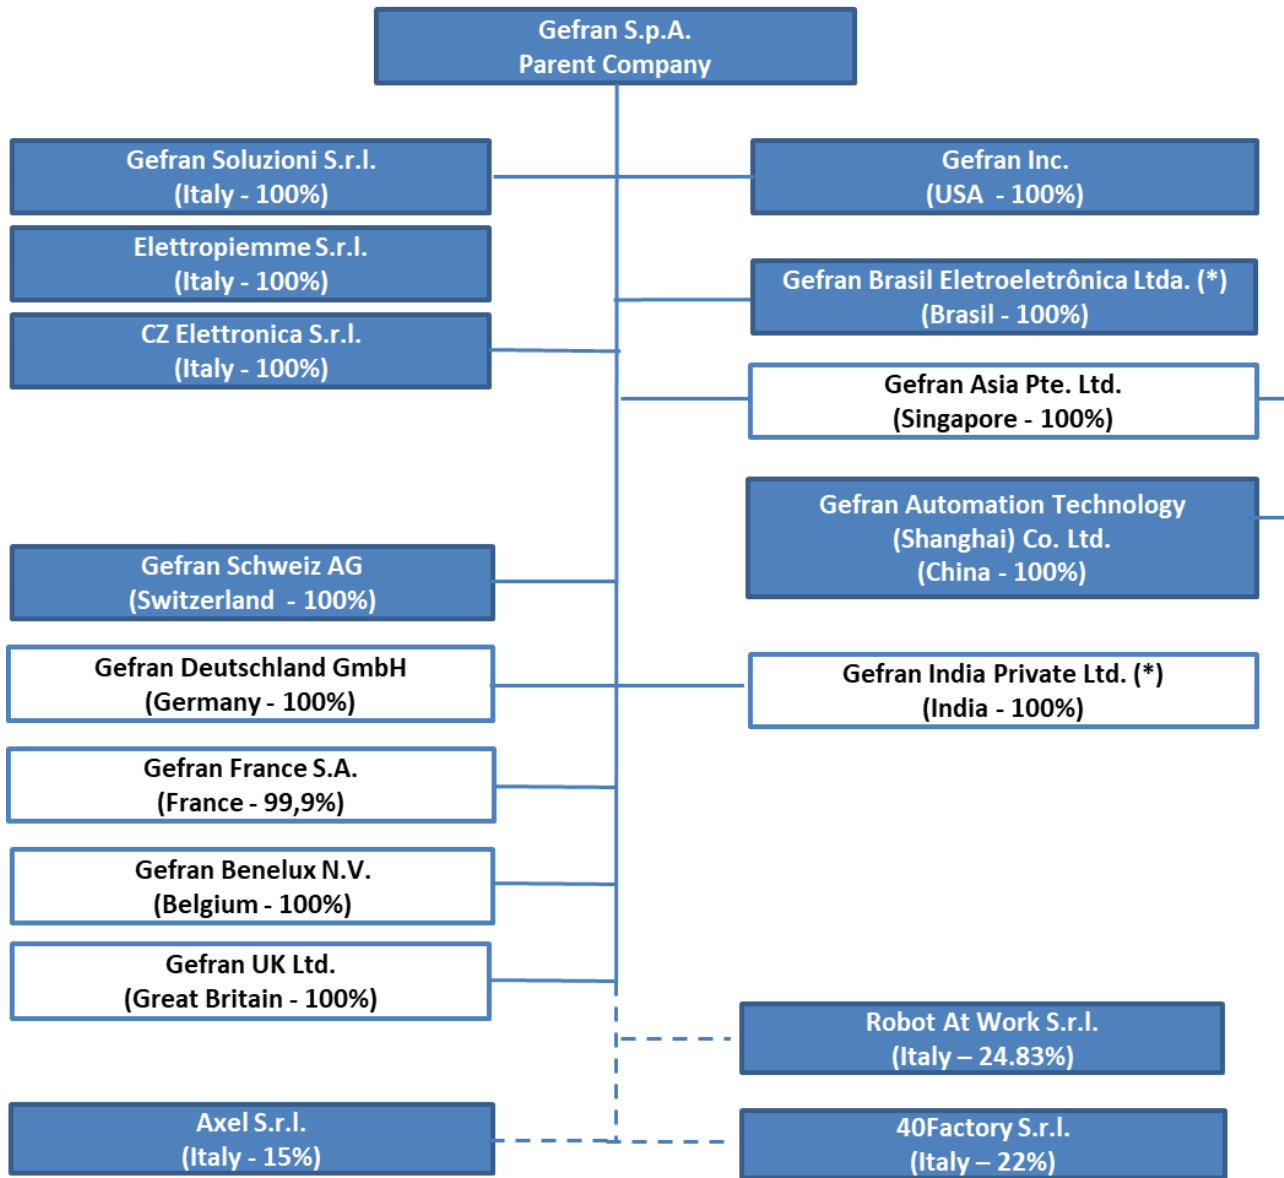 Gefran S.p.A.
Parent Company
Gefran Soluzioni S.r.l.
(Italy - 100%)
Elettropiemme S.r.l.
(Italy - 100%)
CZ Elettronica S.r.l.
(Italy - 100%)
Gefran Schweiz AG
(Switzerland - 100%)
Gefran Deutschland GmbH
(Germany - 100%)
Gefran France S.A.
(France - 99,9%)
Gefran Benelux N.V.
(Belgium - 100%)
Gefran UK Ltd.
(Great Britain - 100%)
Axel S.r.l.
(Italy - 15%)
Gefran Inc.
(USA - 100%)
Gefran Brasil Eletroeletrônica Ltda. (*)
(Brasil - 100%)
Gefran Asia Pte. Ltd.
(Singapore - 100%)
Gefran Automation Technology
(Shanghai) Co. Ltd.
(China - 100%)
Gefran India Private Ltd. (*)
(India - 100%)
Robot At Work S.r.l.
(Italy – 24.83%)
40Factory S.r.l.
(Italy – 22%)